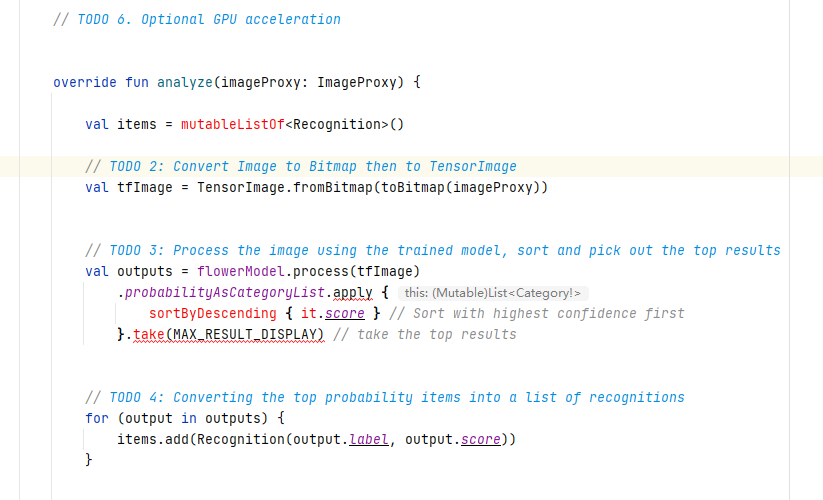 // TODO 6. Optional GPU acceleration
override fun analyze(imageProxy: ImageProxy) {
val items = mutableListOf<Recognition>()
// TODO 2: Convert Image to Bitmap then to TensorImage
val tfImage = TensorImage.fromBitmap(toBitmap(imageProxy))
// TODO 3: Process the image using the trained model, sort and pick out the top results
val outputs = flowerModel.process(tfImage)
.probabilityAsCategoryList.apply { this: (Mutable)List<Category!>
sortByDescending { it.score } // Sort with highest confidence first
}.take(MAX_RESULT_DISPLAY) // take the top results
// TODO 4: Converting the top probability items into a list of recognitions
for (output in outputs) {
items.add(Recognition(output.label, output.score))
}